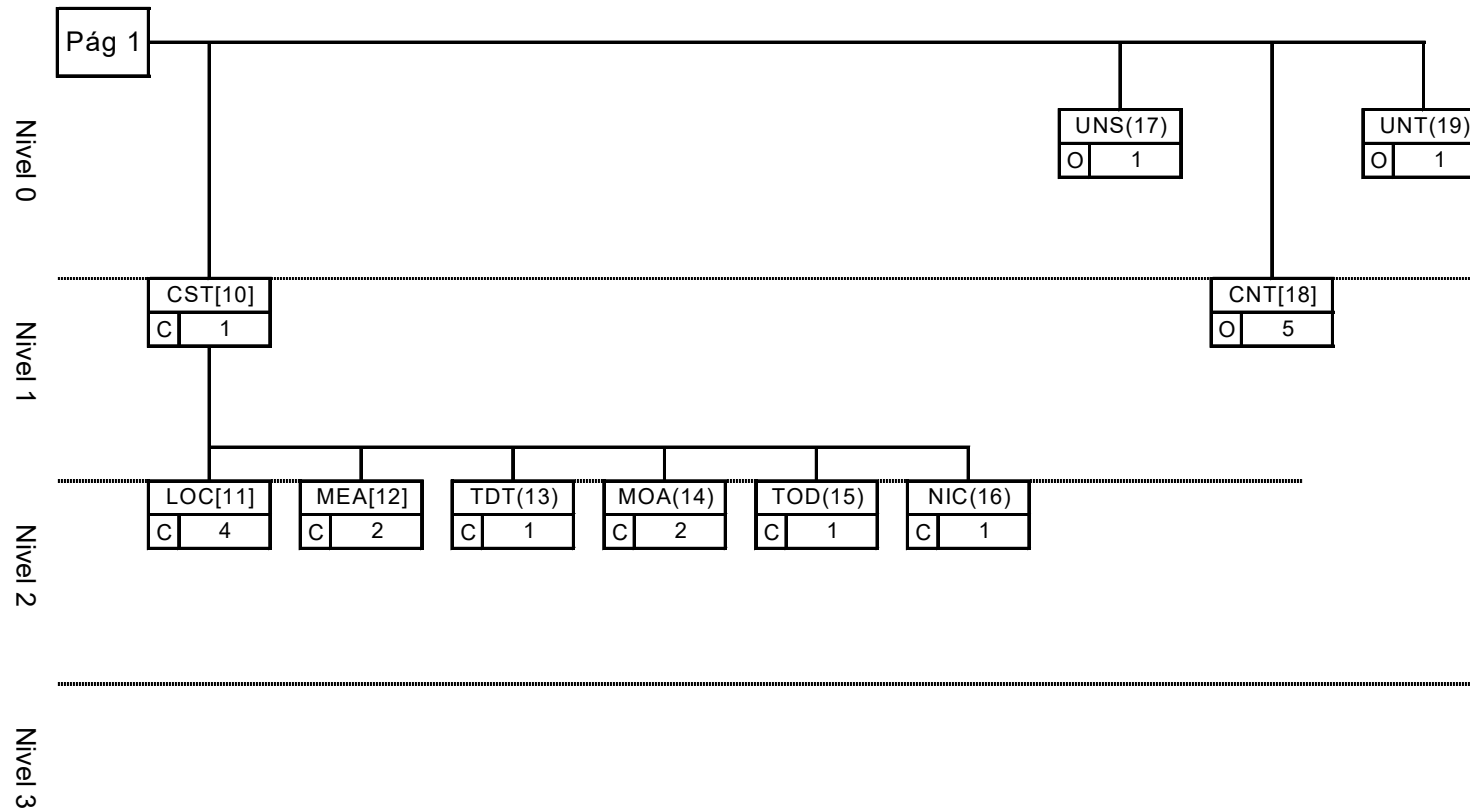 Pág 1
Nivel 0
UNS(17)
O 1
UNT(19)
O 1
Nivel 1
CST[10]
C 1
CNT[18]
O 5
Nivel 2
LOC[11]
C 4
MEA[12]
C 2
TDT(13)
C 1
MOA(14)
C 2
TOD(15)
C 1
NIC(16)
C 1
Nivel 3